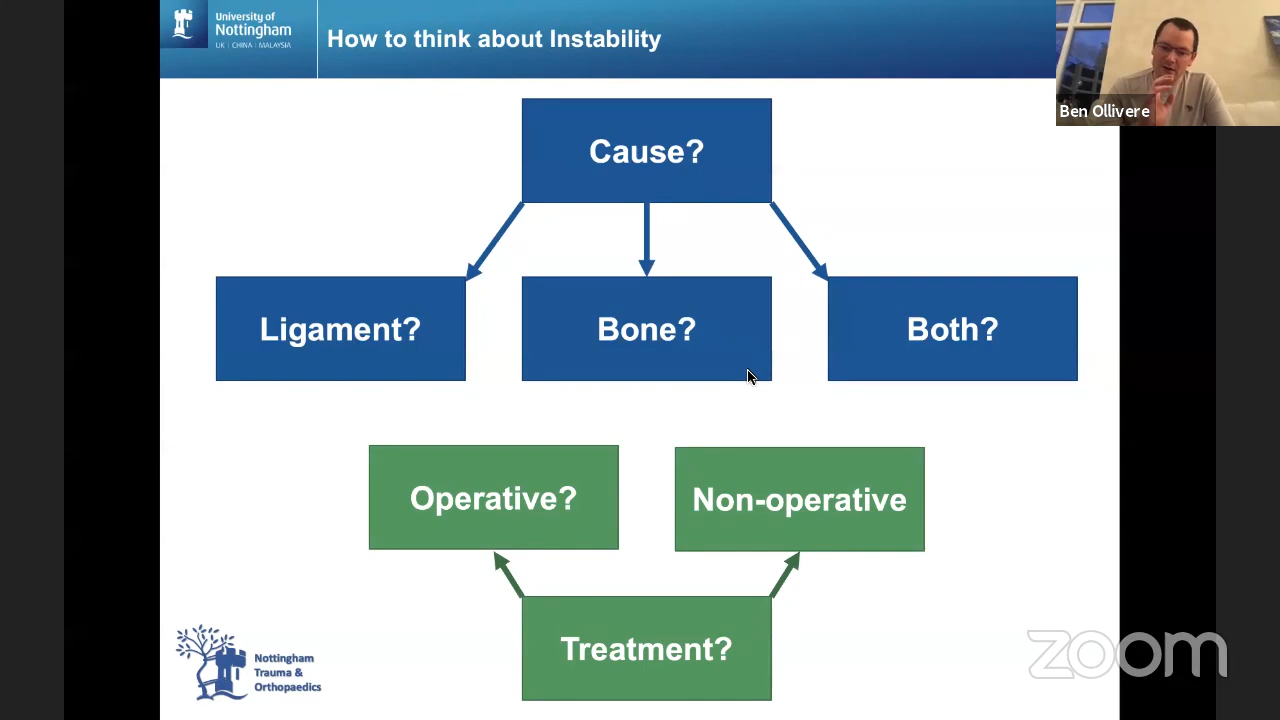 University of
Nottingham
UK | CHINA | MALAYSIA
How to think about Instability
Ben Ollivere
Cause?
Ligament?
Bone?
Both?
Operative?
Non-operative
Treatment?
Nottingham
Trauma &
Orthopaedics
zoom